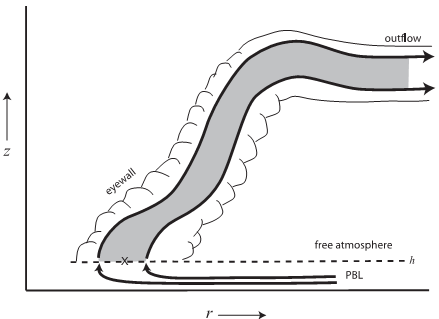 outflow
z
eyewall
free atmosphere
h
X
PBL
r